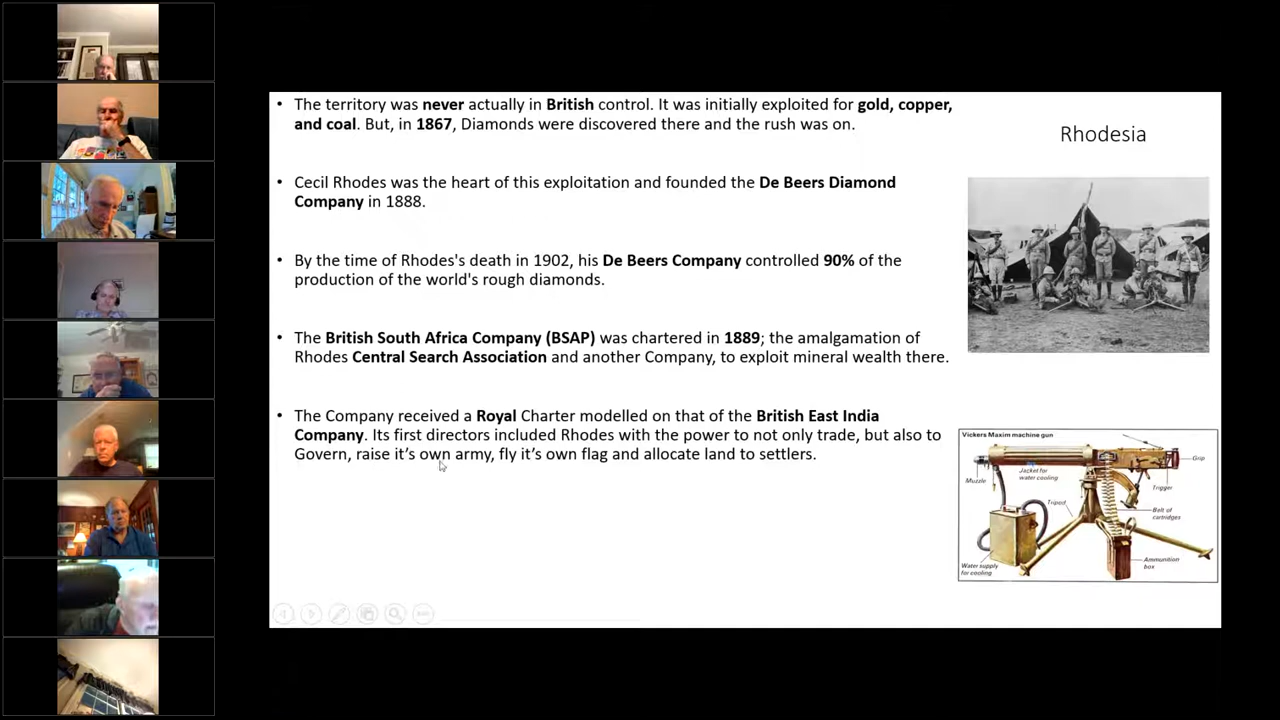 • The territory was never actually in British control. It was initially exploited for gold, copper,
and coal. But, in 1867, Diamonds were discovered there and the rush was on.
Rhodesia
• Cecil Rhodes was the heart of this exploitation and founded the De Beers Diamond
Company in 1888.
• By the time of Rhodes's death in 1902, his De Beers Company controlled 90% of the
production of the world's rough diamonds.
• The British South Africa Company (BSAP) was chartered in 1889; the amalgamation of
Rhodes Central Search Association and another Company, to exploit mineral wealth there.
• The Company received a Royal Charter modelled on that of the British East India
Company. Its first directors included Rhodes with the power to not only trade, but also to
Govern, raise it's own army, fly it's own flag and allocate land to settlers.
Vickers Maxim machine gun
Muzzle
Jacket for
water cooling
Grip
Trigger
Tripod
Belt of
cartridges
Water supply
for cooling
Ammunition
box